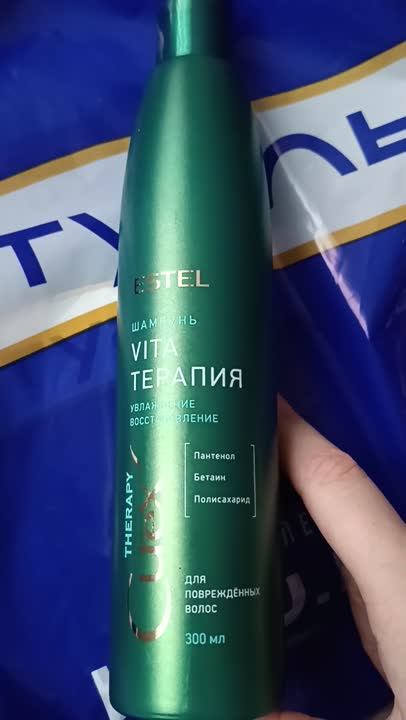 ESTEL
ШАМПУНЬ
VITA
ТЕРАПИЯ
УВЛАЖНЕНИЕ
ВОССТАНОВЛЕНИЕ
Пантенол
Бетаин
Полисахарид
THERAPY
Curex
ДЛЯ
ПОВРЕЖДЁННЫХ
ВОЛОС
300 МЛ